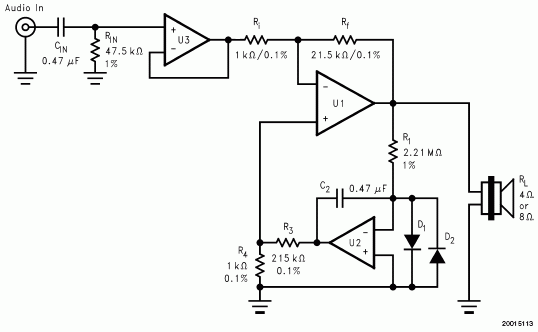 Audio In
C_IN
0.47 µF
R_IN
47.5 kΩ
1%
+
−
U3
R_i
1 kΩ/0.1%
R_f
21.5 kΩ/0.1%
−
+
U1
R_1
2.21 MΩ
1%
C_2
0.47 µF
R_L
4 Ω
or
8 Ω
R_3
215 kΩ
0.1%
U2
−
+
D_1
D_2
R_4
1 kΩ
0.1%
20015113